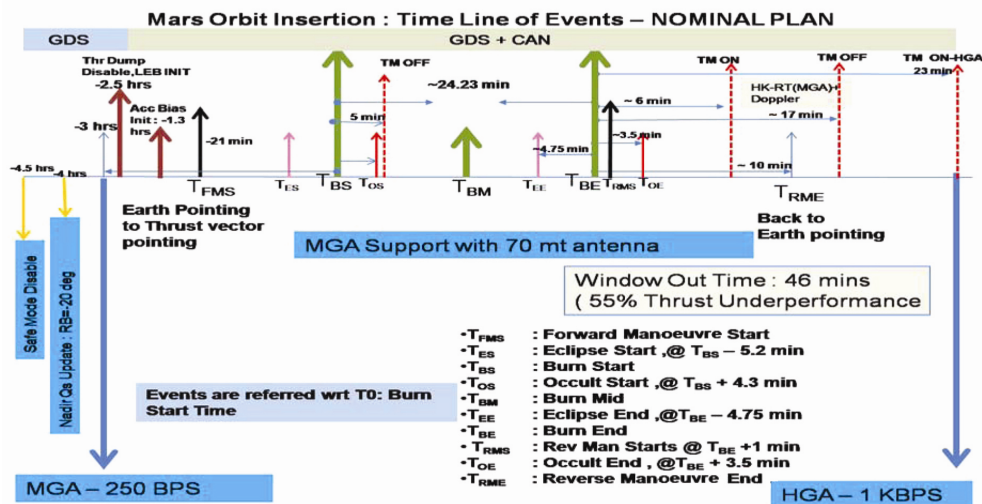 Mars Orbit Insertion : Time Line of Events – NOMINAL PLAN
GDS
GDS + CAN
Thr Dump
Disable,LEB INIT
-2.5 hrs
TM OFF
TM ON
TM OFF
TM ON-HGA
23 min
~24.23 min
HK-RT(MGA)+
Doppler
Acc Bias
Init : -1.3
hrs
~ 6 min
~3 hrs
5 min
~ 17 min
-21 min
~3.5min
~4.75 min
~4.5 hrs
-4 hrs
~ 10 min
TFMS
TES
TBS
TOS
TBM
TEE
TBE
TRMS
TOE
TRME
Earth Pointing
to Thrust vector
pointing
Back to
Earth pointing
MGA Support with 70 mt antenna
Window Out Time : 46 mins
( 55% Thrust Underperformance
Safe Mode Disable
Nadir Qs Update : RB=-20 deg
•TFMS : Forward Manoeuvre Start
•TES : Eclipse Start ,@ TBS – 5.2 min
•TBS : Burn Start
•TOS : Occult Start ,@ TBS + 4.3 min
•TBM : Burn Mid
•TEE : Eclipse End ,@TBE – 4.75 min
•TBE : Burn End
•TRMS : Rev Man Starts @ TBE +1 min
•TOE : Occult End , @TBE + 3.5 min
•TRME : Reverse Manoeuvre End
Events are referred wrt T0: Burn
Start Time
MGA – 250 BPS
HGA – 1 KBPS